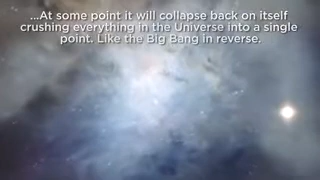 ...At some point it will collapse back on itself
crushing everything in the Universe into a single
point. Like the Big Bang in reverse.